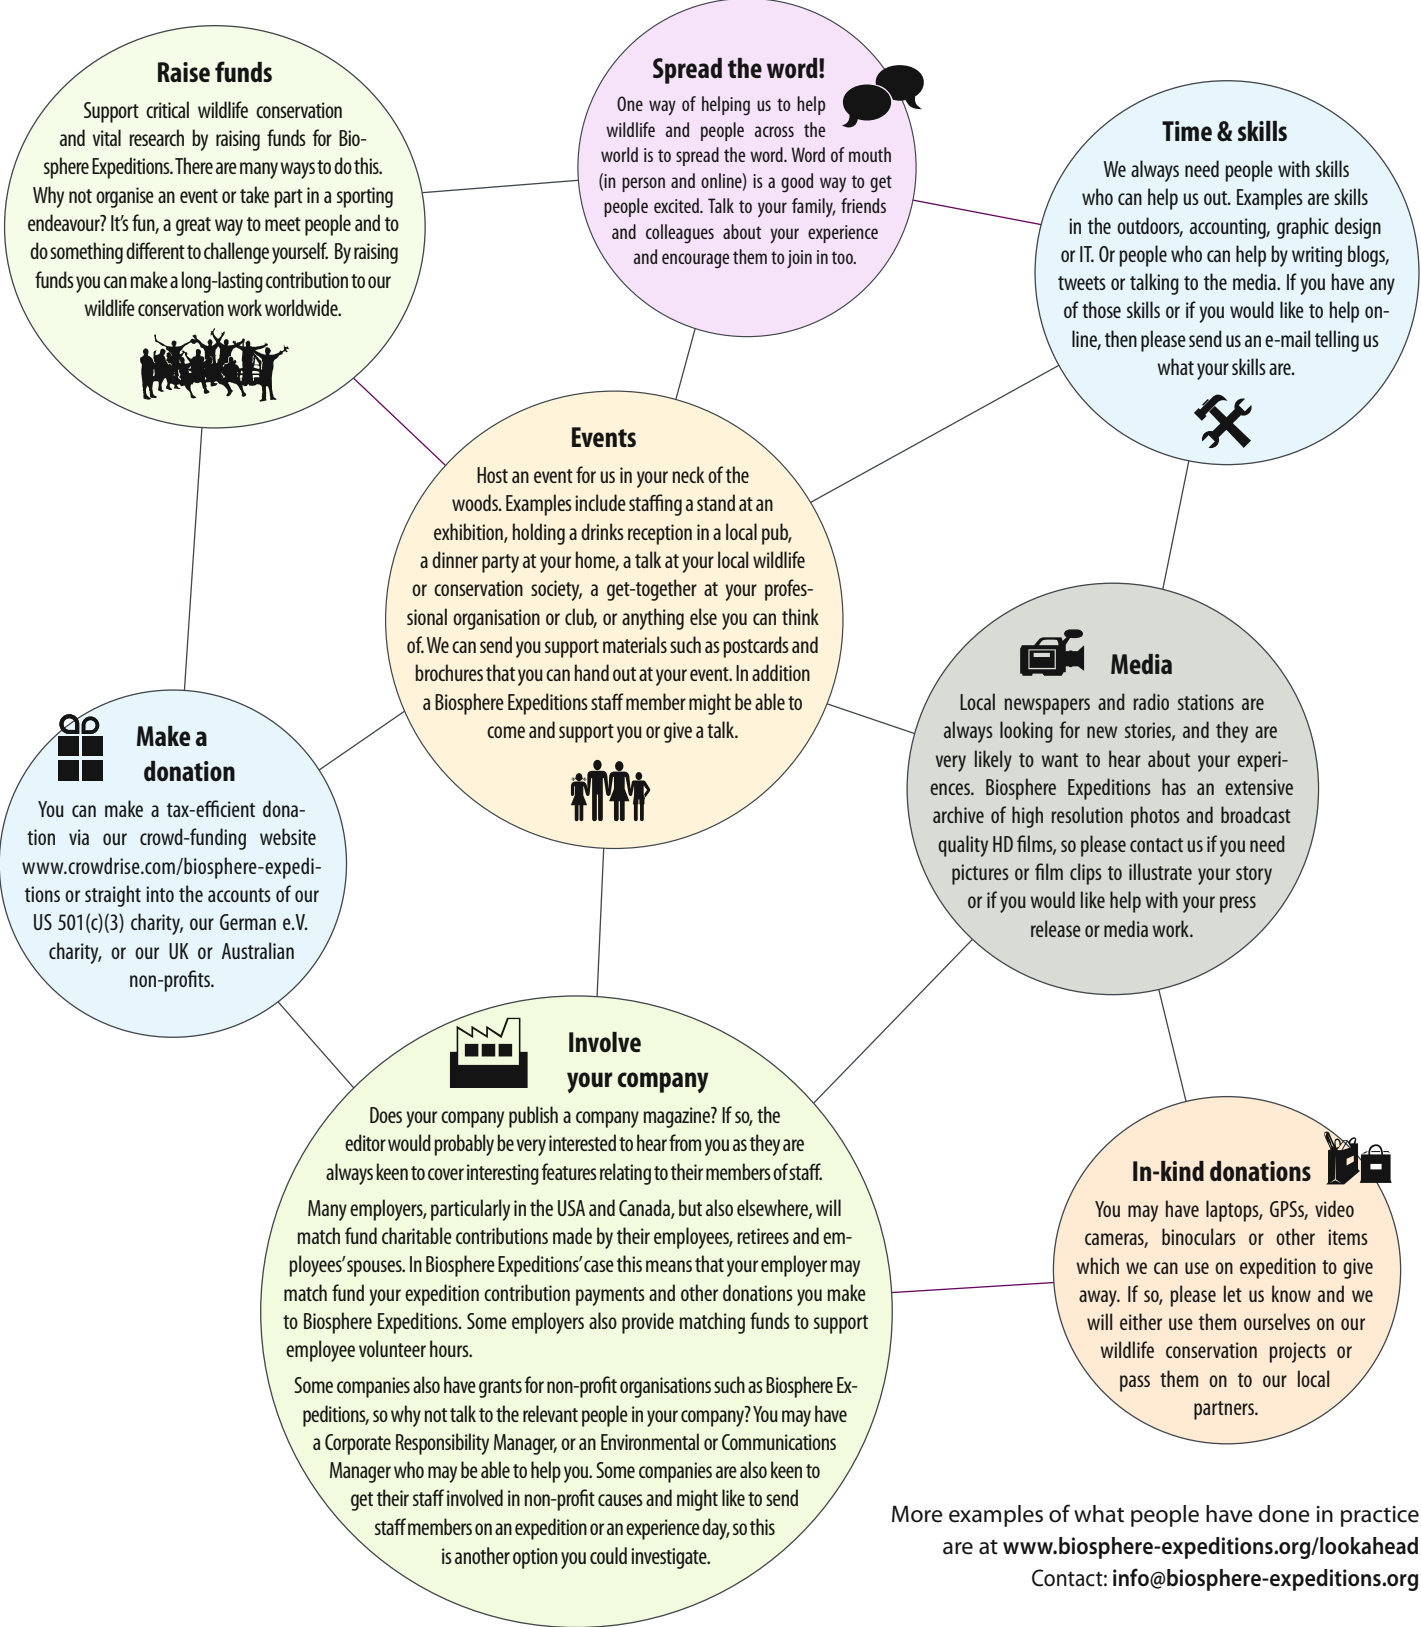 Raise funds
Support critical wildlife conservation
and vital research by raising funds for Bio-
sphere Expeditions. There are many ways to do this.
Why not organise an event or take part in a sporting
endeavour? It's fun, a great way to meet people and to
do something different to challenge yourself. By raising
funds you can make a long-lasting contribution to our
wildlife conservation work worldwide.
Spread the word!
One way of helping us to help
wildlife and people across the
world is to spread the word. Word of mouth
(in person and online) is a good way to get
people excited. Talk to your family, friends
and colleagues about your experience
and encourage them to join in too.
Time & skills
We always need people with skills
who can help us out. Examples are skills
in the outdoors, accounting, graphic design
or IT. Or people who can help by writing blogs,
tweets or talking to the media. If you have any
of those skills or if you would like to help on-
line, then please send us an e-mail telling us
what your skills are.
Events
Host an event for us in your neck of the
woods. Examples include staffing a stand at an
exhibition, holding a drinks reception in a local pub,
a dinner party at your home, a talk at your local wildlife
or conservation society, a get-together at your profes-
sional organisation or club, or anything else you can think
of. We can send you support materials such as postcards and
brochures that you can hand out at your event. In addition
a Biosphere Expeditions staff member might be able to
come and support you or give a talk.
Media
Local newspapers and radio stations are
always looking for new stories, and they are
very likely to want to hear about your experi-
ences. Biosphere Expeditions has an extensive
archive of high resolution photos and broadcast
quality HD films, so please contact us if you need
pictures or film clips to illustrate your story
or if you would like help with your press
release or media work.
Make a
donation
You can make a tax-efficient dona-
tion via our crowd-funding website
www.crowdrise.com/biosphere-expedi-
tions or straight into the accounts of our
US 501(c)(3) charity, our German e.V.
charity, or our UK or Australian
non-profits.
Involve
your company
Does your company publish a company magazine? If so, the
editor would probably be very interested to hear from you as they are
always keen to cover interesting features relating to their members of staff.
Many employers, particularly in the USA and Canada, but also elsewhere, will
match fund charitable contributions made by their employees, retirees and em-
ployees' spouses. In Biosphere Expeditions' case this means that your employer may
match fund your expedition contribution payments and other donations you make
to Biosphere Expeditions. Some employers also provide matching funds to support
employee volunteer hours.
Some companies also have grants for non-profit organisations such as Biosphere Ex-
peditions, so why not talk to the relevant people in your company? You may have
a Corporate Responsibility Manager, or an Environmental or Communications
Manager who may be able to help you. Some companies are also keen to
get their staff involved in non-profit causes and might like to send
staff members on an expedition or an experience day, so this
is another option you could investigate.
In-kind donations
You may have laptops, GPSs, video
cameras, binoculars or other items
which we can use on expedition to give
away. If so, please let us know and we
will either use them ourselves on our
wildlife conservation projects or
pass them on to our local
partners.
More examples of what people have done in practice
are at www.biosphere-expeditions.org/lookahead
Contact: info@biosphere-expeditions.org